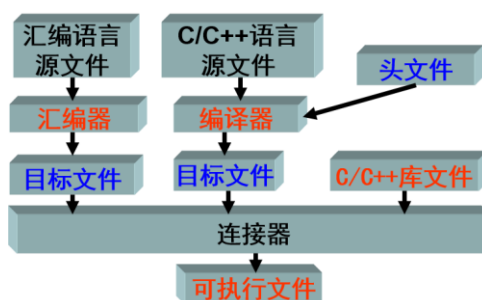 汇编语言
源文件
C/C++语言
源文件
头文件
汇编器
编译器
目标文件
目标文件
C/C++库文件
连接器
可执行文件